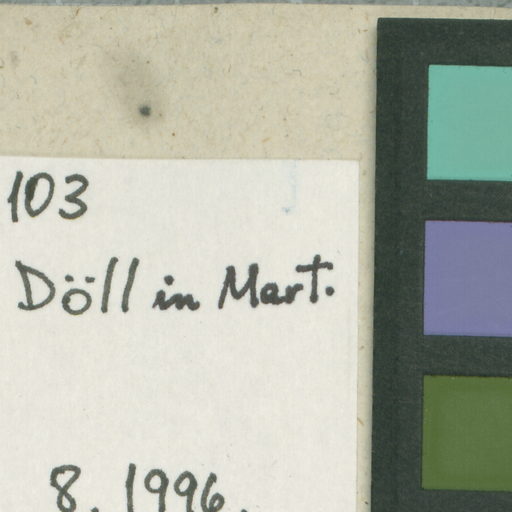 103
Döll in Mart.
8. 1996.